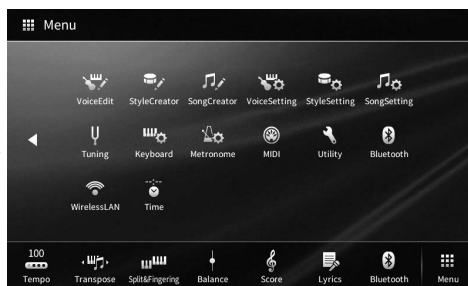 Menu
VoiceEdit StyleCreator SongCreator VoiceSetting StyleSetting SongSetting
Tuning Keyboard Metronome MIDI Utility Bluetooth
WirelessLAN Time
100
Tempo Transpose Split&Fingering Balance Score Lyrics Bluetooth Menu